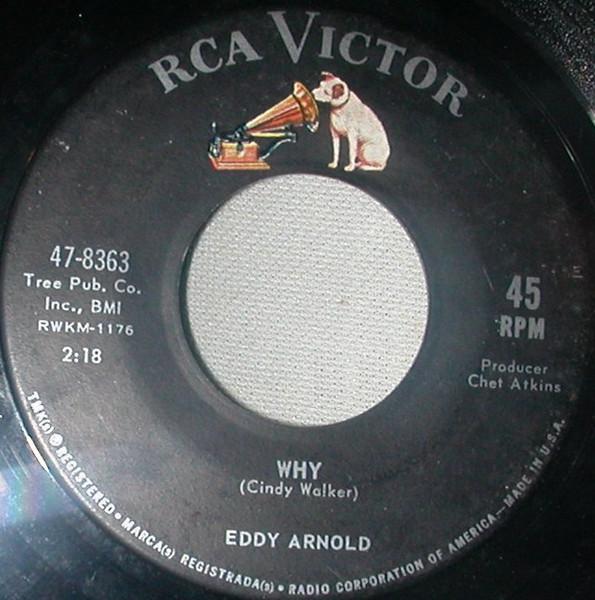 RCA VICTOR
47-8363
Tree Pub. Co.
Inc., BMI
RWKM-1176
2:18
45
RPM
Producer
Chet Atkins
WHY
(Cindy Walker)
EDDY ARNOLD
TMK(s) ® REGISTERED • MARCA(s) REGISTRADA(s) • RADIO CORPORATION OF AMERICA—MADE IN U.S.A.